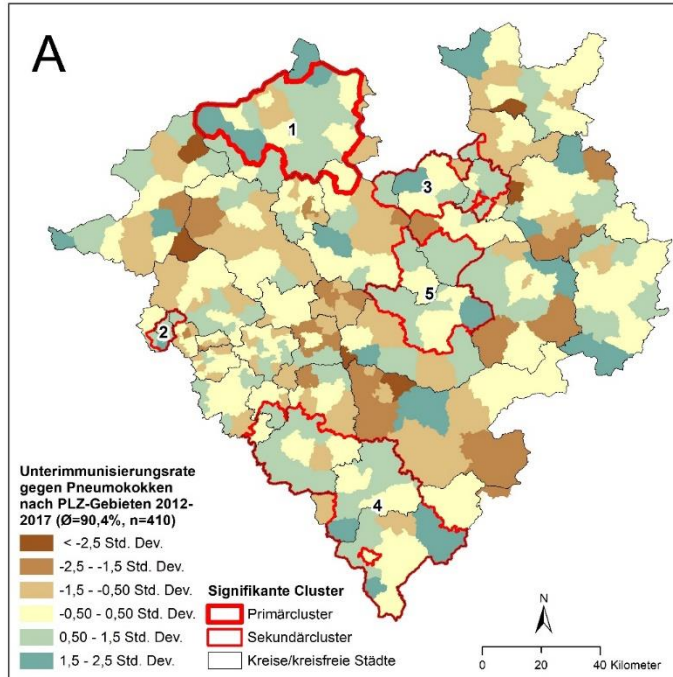 A
1
3
5
2
4
Unterimmunisierungsrate
gegen Pneumokokken
nach PLZ-Gebieten 2012-
2017 (Ø=90,4%, n=410)
< -2,5 Std. Dev.
-2,5 - -1,5 Std. Dev.
-1,5 - -0,50 Std. Dev.
-0,50 - 0,50 Std. Dev.
0,50 - 1,5 Std. Dev.
1,5 - 2,5 Std. Dev.
Signifikante Cluster
Primärcluster
Sekundärcluster
Kreise/kreisfreie Städte
N
0 20 40 Kilometer